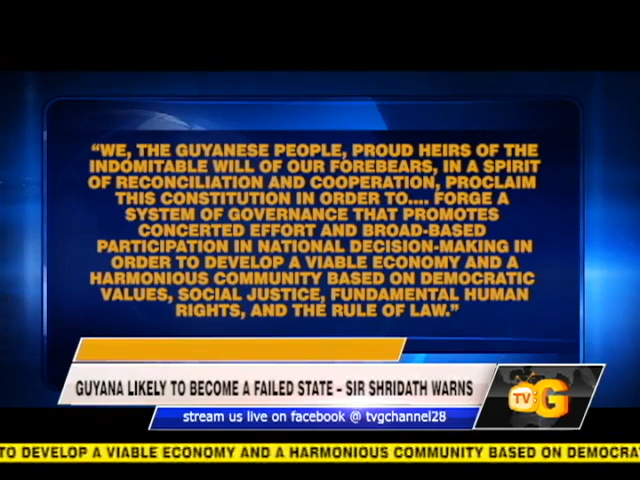 “WE, THE GUYANESE PEOPLE, PROUD HEIRS OF THE
INDOMITABLE WILL OF OUR FOREBEARS, IN A SPIRIT
OF RECONCILIATION AND COOPERATION, PROCLAIM
THIS CONSTITUTION IN ORDER TO.... FORGE A
SYSTEM OF GOVERNANCE THAT PROMOTES
CONCERTED EFFORT AND BROAD-BASED
PARTICIPATION IN NATIONAL DECISION-MAKING IN
ORDER TO DEVELOP A VIABLE ECONOMY AND A
HARMONIOUS COMMUNITY BASED ON DEMOCRATIC
VALUES, SOCIAL JUSTICE, FUNDAMENTAL HUMAN
RIGHTS, AND THE RULE OF LAW.”
GUYANA LIKELY TO BECOME A FAILED STATE – SIR SHRIDATH WARNS
TVG
stream us live on facebook @ tvgchannel28
TO DEVELOP A VIABLE ECONOMY AND A HARMONIOUS COMMUNITY BASED ON DEMOCRA